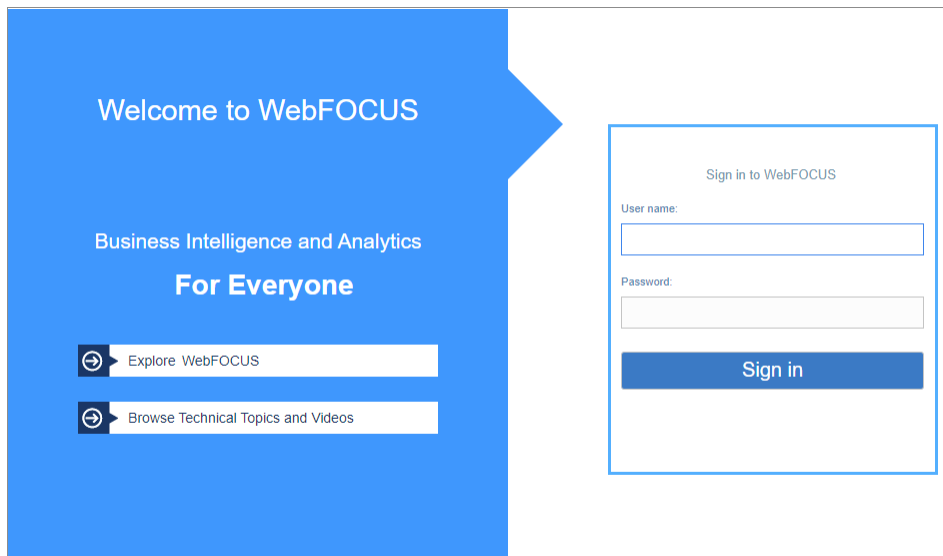 Welcome to WebFOCUS
Business Intelligence and Analytics
For Everyone
Explore WebFOCUS
Browse Technical Topics and Videos
Sign in to WebFOCUS
User name:
Password:
Sign in